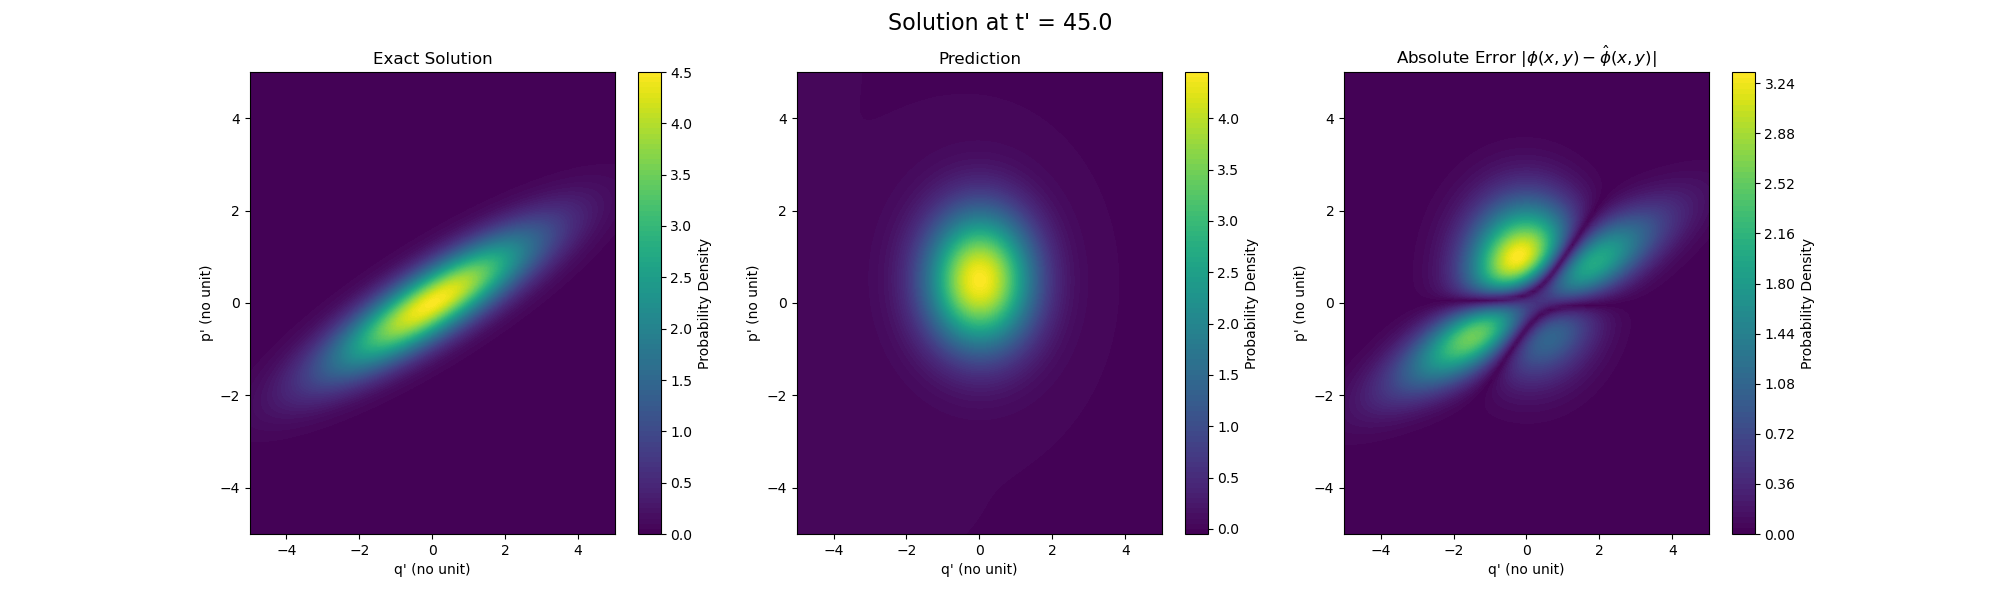 Solution at t' = 45.0
Exact Solution
Prediction
Absolute Error |ϕ(x, y) − ϕ̂(x, y)|
p' (no unit)
4
2
0
−2
−4
−4 −2 0 2 4
q' (no unit)
4.5
4.0
3.5
3.0
2.5
2.0
1.5
1.0
0.5
0.0
Probability Density
p' (no unit)
4
2
0
−2
−4
−4 −2 0 2 4
q' (no unit)
4.0
3.5
3.0
2.5
2.0
1.5
1.0
0.5
0.0
Probability Density
p' (no unit)
4
2
0
−2
−4
−4 −2 0 2 4
q' (no unit)
3.24
2.88
2.52
2.16
1.80
1.44
1.08
0.72
0.36
0.00
Probability Density